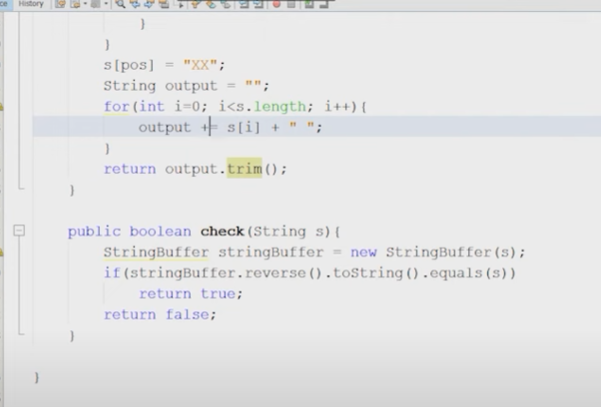 ce History
}
}
s[pos] = "XX";
String output = "";
for(int i=0; i<s.length; i++){
output += s[i] + " ";
}
return output.trim();
}
public boolean check(String s){
StringBuffer stringBuffer = new StringBuffer(s);
if(stringBuffer.reverse().toString().equals(s))
return true;
return false;
}
}